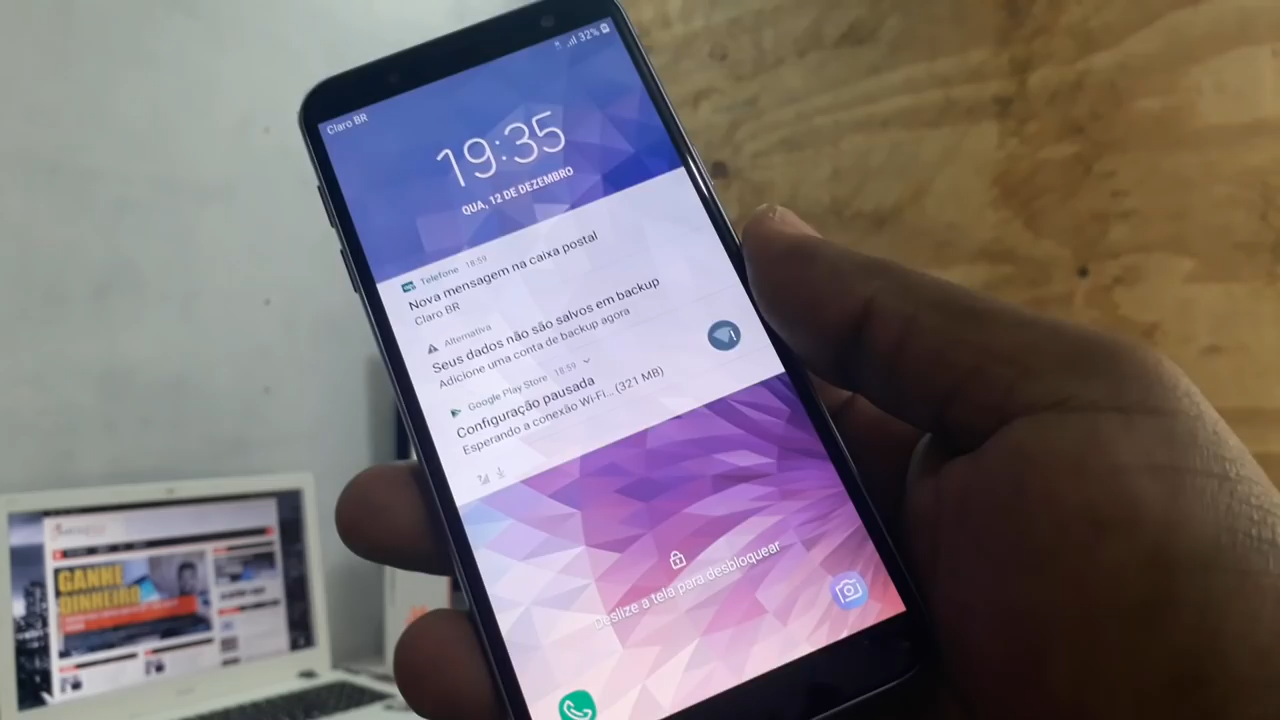 32%
Claro BR
19:35
QUA, 12 DE DEZEMBRO
Telefone 18:59
Nova mensagem na caixa postal
Claro BR
Alternativa
Seus dados não são salvos em backup
Adicione uma conta de backup agora
Google Play Store 18:59
Configuração pausada
Esperando a conexão Wi-Fi... (321 MB)
Deslize a tela para desbloquear
GANHE
DINHEIRO